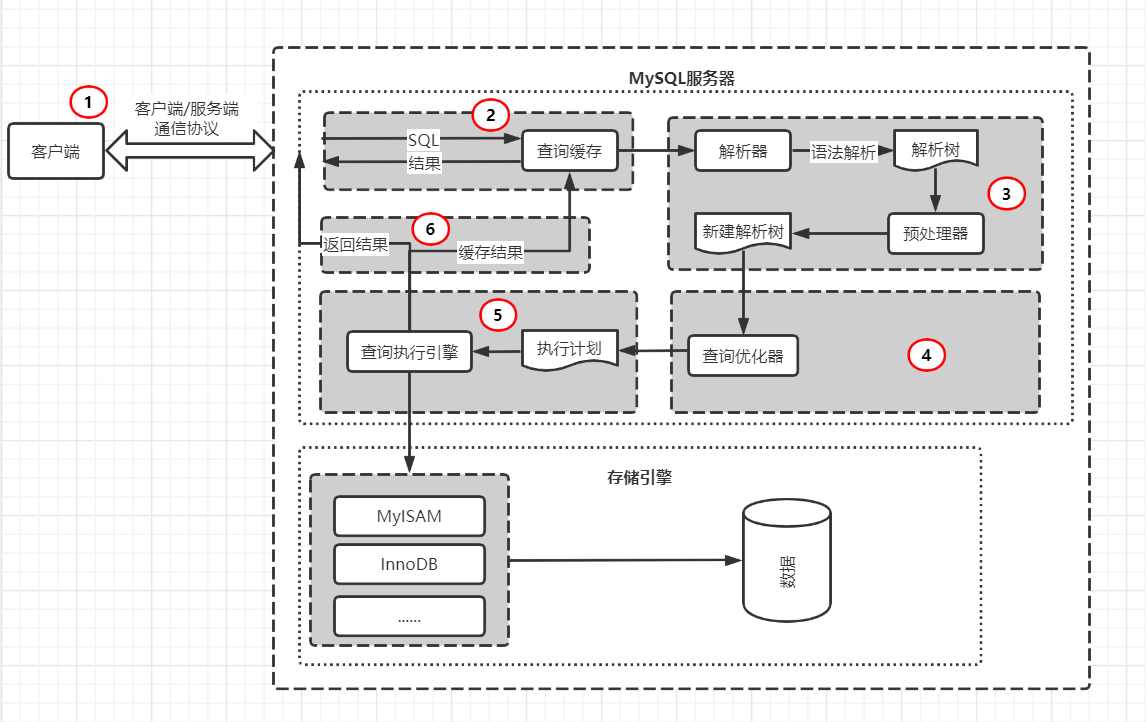 MySQL服务器
1
客户端/服务端
通信协议
客户端
2
SQL
结果
查询缓存
解析器
语法解析
解析树
3
新建解析树
预处理器
6
返回结果
缓存结果
5
查询执行引擎
执行计划
查询优化器
4
存储引擎
MyISAM
InnoDB
......
数据